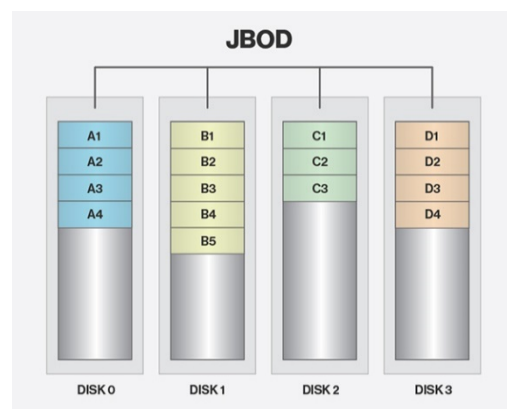 JBOD
A1 B1 C1 D1
A2 B2 C2 D2
A3 B3 C3 D3
A4 B4 D4
B5
DISK 0 DISK 1 DISK 2 DISK 3